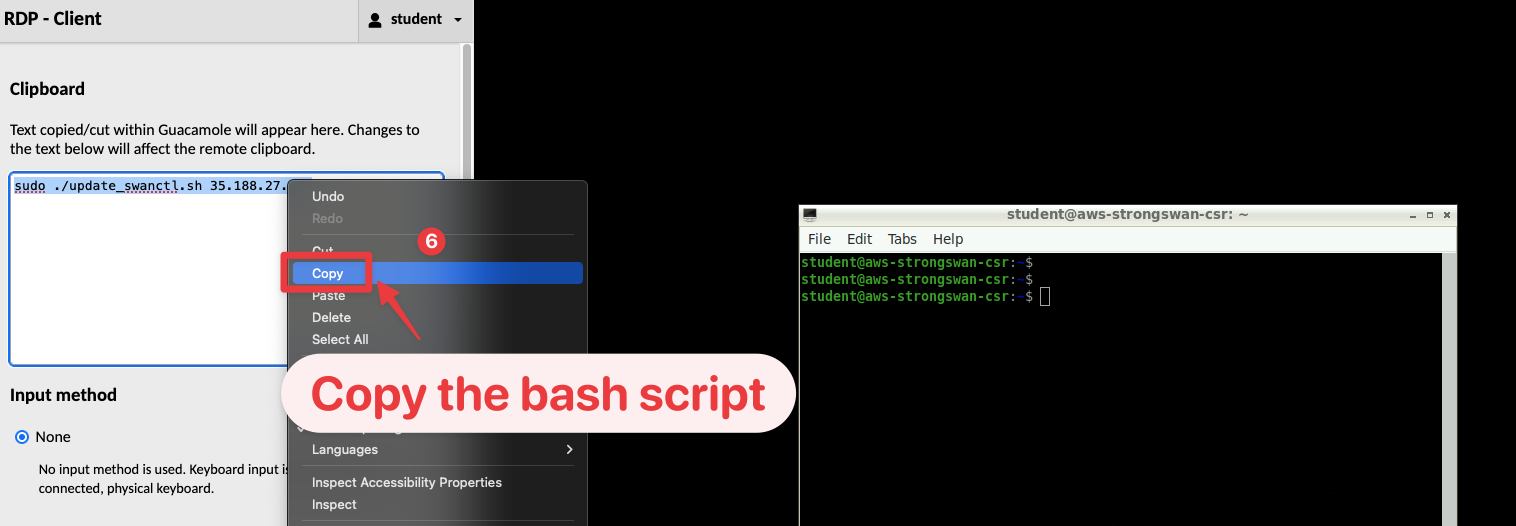 RDP - Client
student
Clipboard
Text copied/cut within Guacamole will appear here. Changes to
the text below will affect the remote clipboard.
sudo ./update_swanctl.sh 35.188.27.
Undo
Redo
Cut
6
Copy
Paste
Delete
Select All
Copy the bash script
Languages
Inspect Accessibility Properties
Inspect
Input method
None
No input method is used. Keyboard input is
connected, physical keyboard.
student@aws-strongswan-csr: ~
File Edit Tabs Help
student@aws-strongswan-csr:~$
student@aws-strongswan-csr:~$
student@aws-strongswan-csr:~$